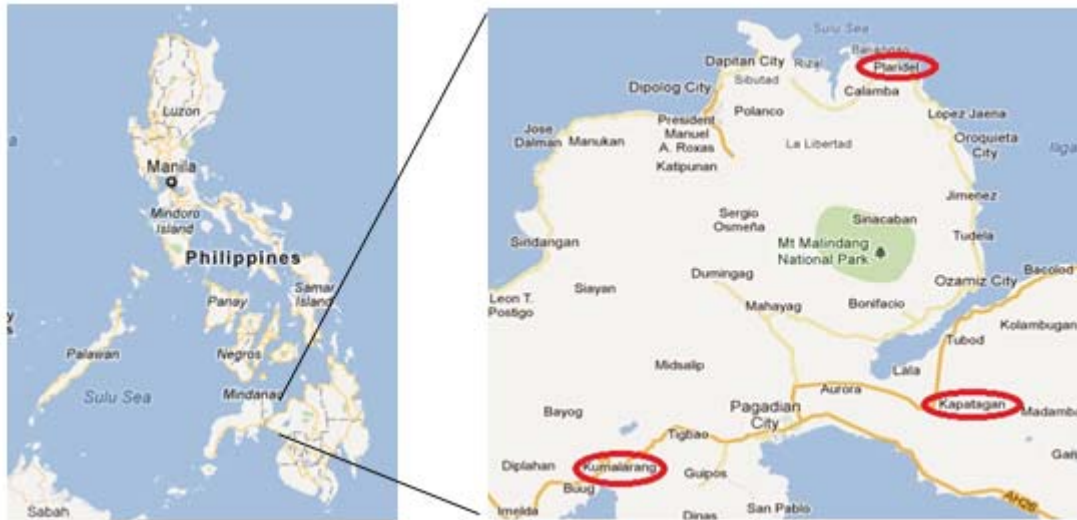 Luzon
Manila
Mindoro
Island
Philippines
Samar
Island
Panay
Palawan
Negros
Sulu Sea
Mindanao
Sabah
Sulu Sea
Plaridel
Dapitan City
Rizal
Sibutad
Calamba
Dipolog City
Polanco
Lopez Jaena
President
Manuel
A. Roxas
Jose
Dalman
Manukan
La Libertad
Oroquieta
City
Katipunan
Jimenez
Sergio
Osmeña
Sinacaban
Tudela
Sindangan
Mt Malindang
National Park
Dumingag
Ozamiz City
Bacolod
Siayan
Leon T.
Postigo
Mahayag
Bonifacio
Kolambugan
Tubod
Midsalip
Lala
Aurora
Kapatagan
Madamba
Bayog
Pagadian
City
Tigbao
Diplahan
Kumalarang
Guipos
Buug
Imelda
Dinas
San Pablo
AH26